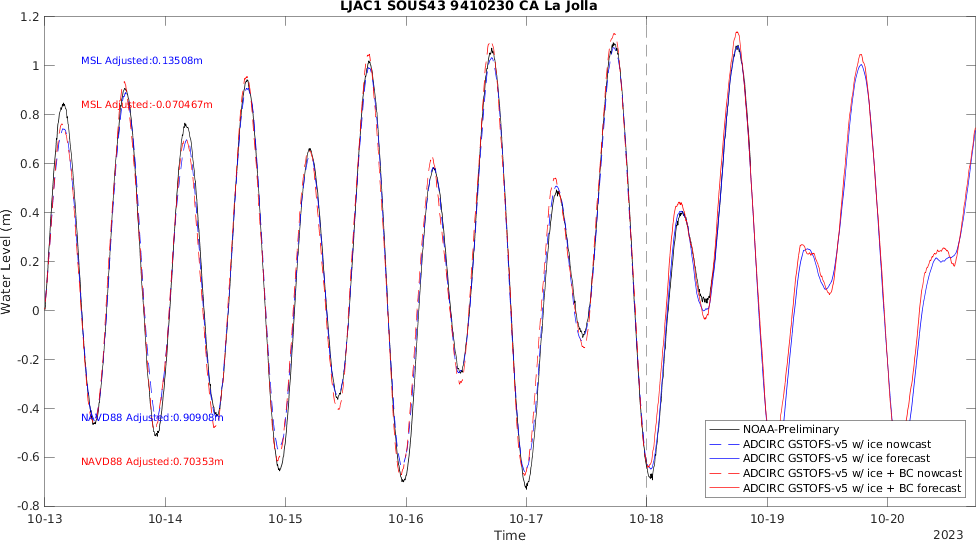 LJAC1 SOUS43 9410230 CA La Jolla
1.2
1
0.8
0.6
0.4
0.2
0
-0.2
-0.4
-0.6
-0.8
Water Level (m)
MSL Adjusted:0.13508m
MSL Adjusted:-0.070467m
NAVD88 Adjusted:0.90908m
NAVD88 Adjusted:0.70353m
NOAA-Preliminary
ADCIRC GSTOFS-v5 w/ ice nowcast
ADCIRC GSTOFS-v5 w/ ice forecast
ADCIRC GSTOFS-v5 w/ ice + BC nowcast
ADCIRC GSTOFS-v5 w/ ice + BC forecast
10-13 10-14 10-15 10-16 10-17 10-18 10-19 10-20
Time
2023